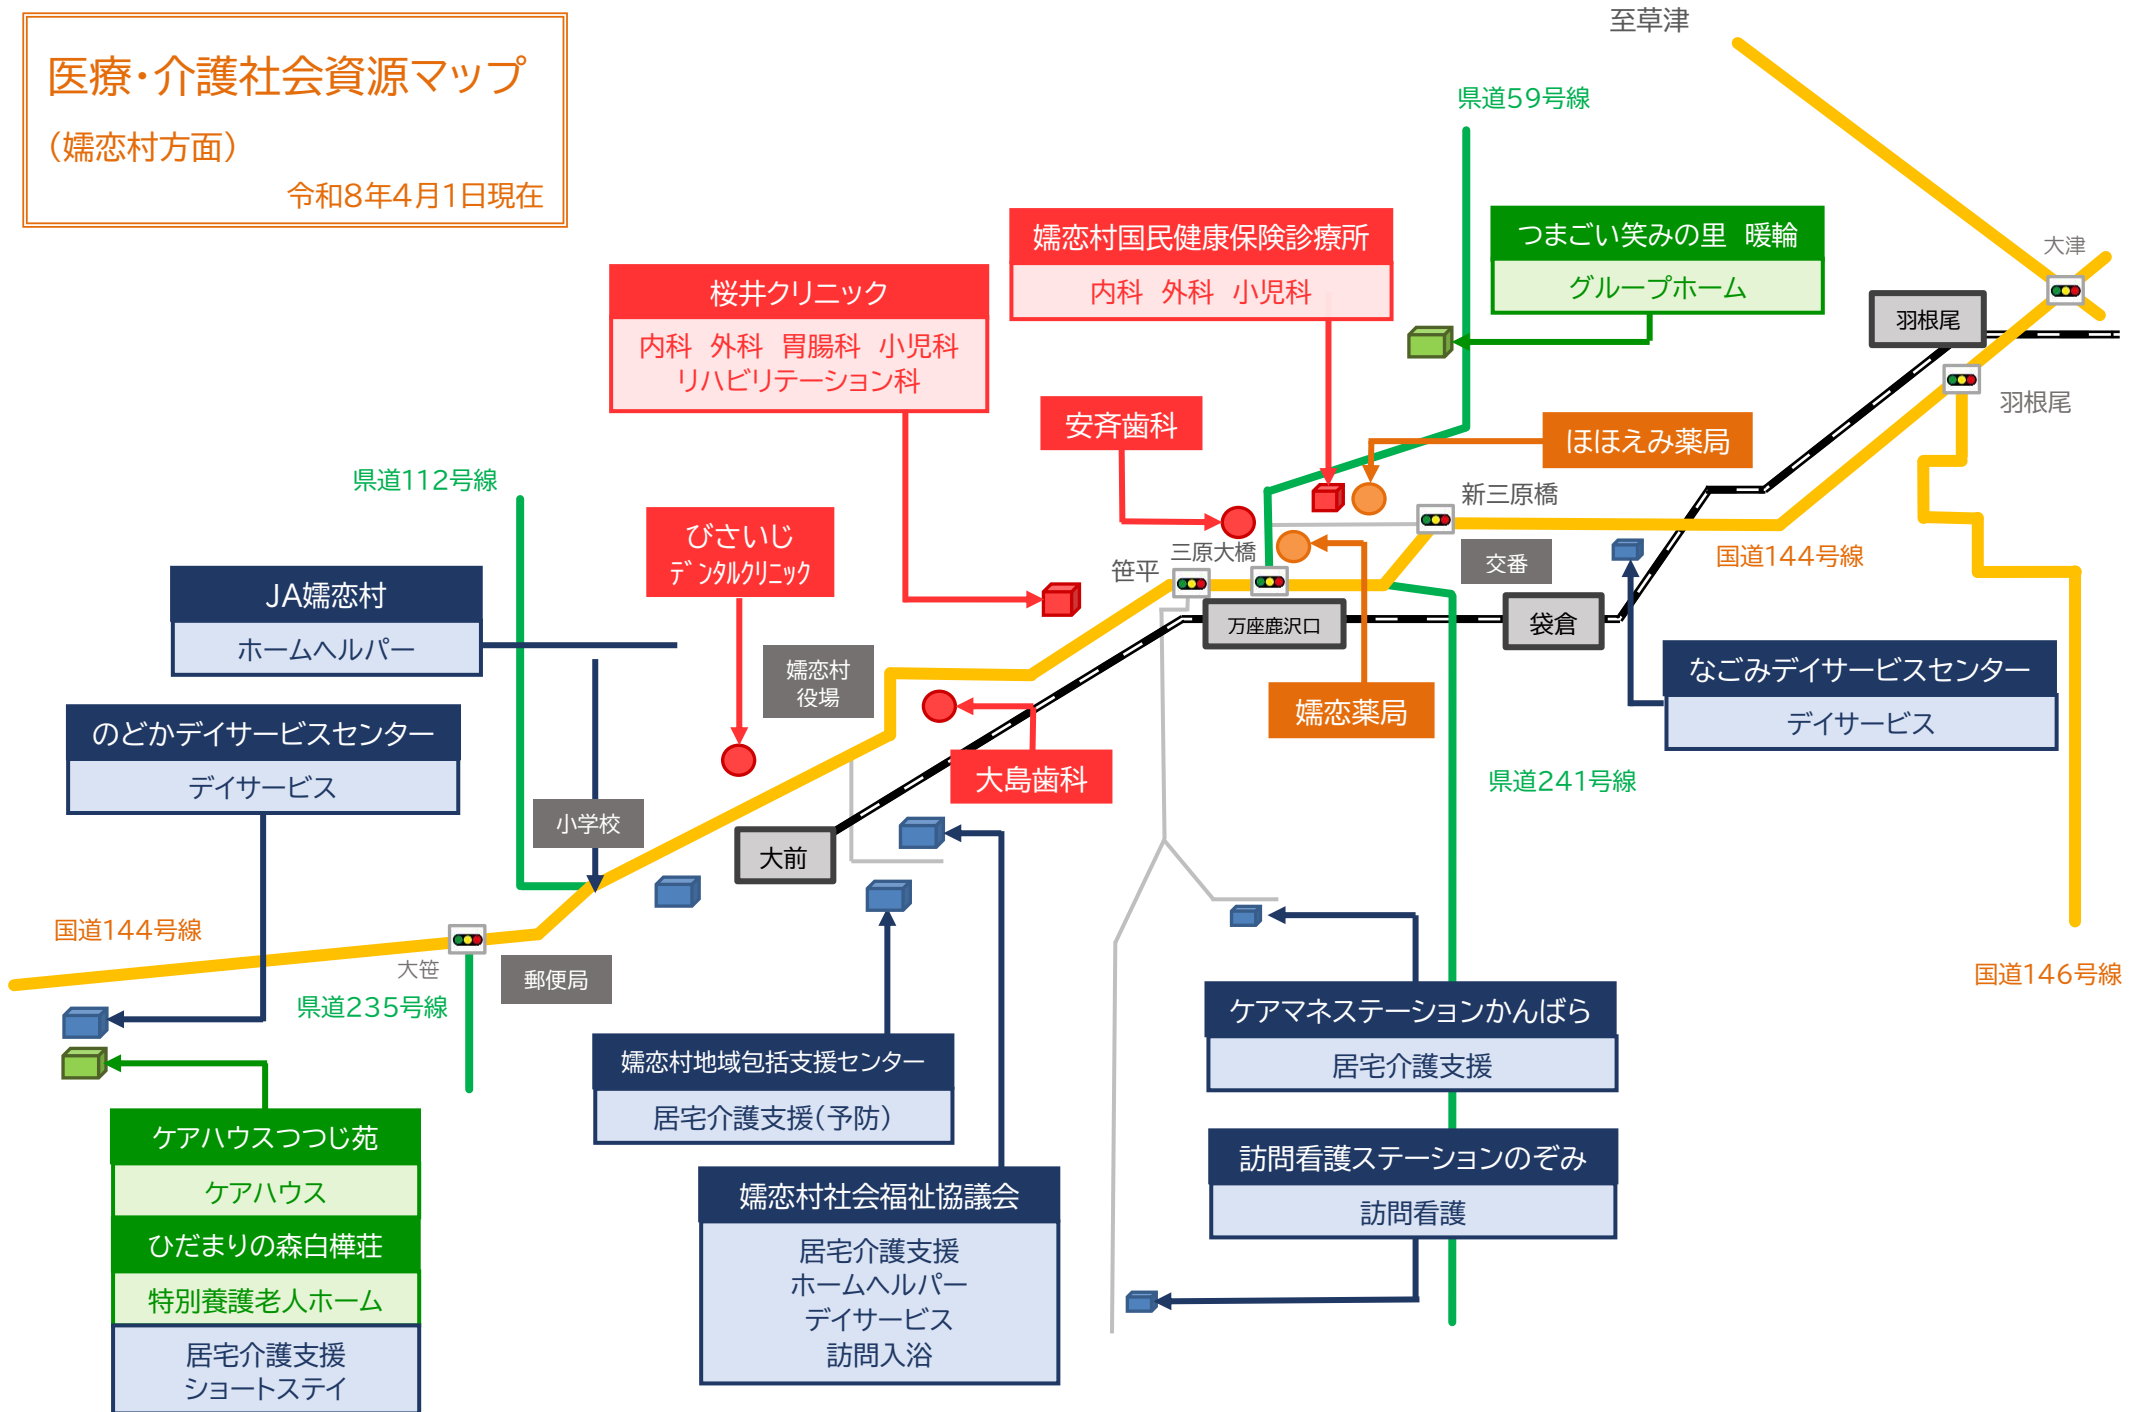 医療・介護社会資源マップ
（嬬恋村方面）
令和8年4月1日現在
至草津
県道59号線
嬬恋村国民健康保険診療所
内科　外科　小児科
つまごい笑みの里　暖輪
グループホーム
大津
羽根尾
羽根尾
桜井クリニック
内科　外科　胃腸科　小児科
リハビリテーション科
安斉歯科
ほほえみ薬局
新三原橋
県道112号線
びさいじ
ﾃﾞﾝﾀﾙｸﾘﾆｯｸ
三原大橋
笹平
交番
国道144号線
JA嬬恋村
ホームヘルパー
万座鹿沢口
袋倉
嬬恋村
役場
なごみデイサービスセンター
デイサービス
嬬恋薬局
のどかデイサービスセンター
デイサービス
大島歯科
県道241号線
小学校
大前
国道144号線
大笹
郵便局
県道235号線
国道146号線
ケアマネステーションかんばら
居宅介護支援
嬬恋村地域包括支援センター
居宅介護支援（予防）
ケアハウスつつじ苑
ケアハウス
ひだまりの森白樺荘
特別養護老人ホーム
居宅介護支援
ショートステイ
訪問看護ステーションのぞみ
訪問看護
嬬恋村社会福祉協議会
居宅介護支援
ホームヘルパー
デイサービス
訪問入浴